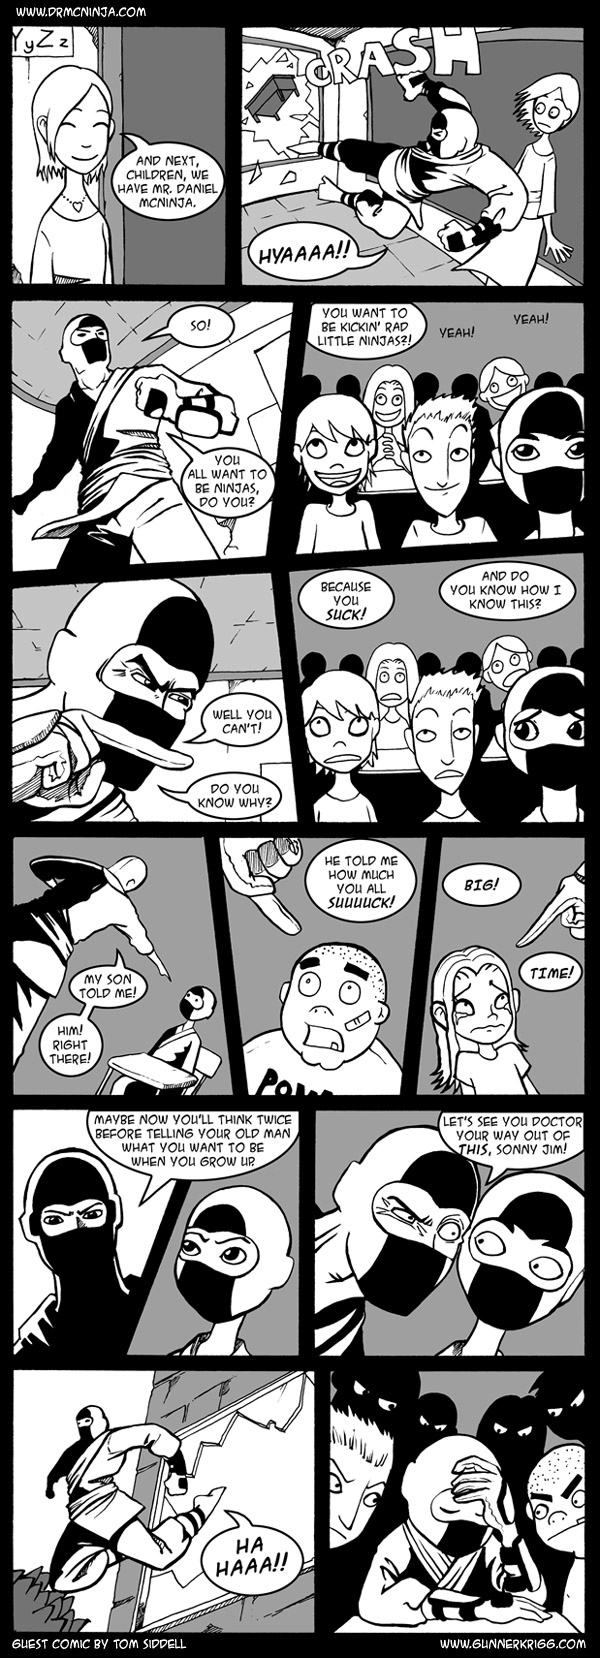 WWW.DRMCNINJA.COM
YyZz
AND NEXT,
CHILDREN, WE
HAVE MR. DANIEL
MCNINJA.
CRASH
HYAAAA!!
SO!
YOU
ALL WANT TO
BE NINJAS,
DO YOU?
YOU WANT TO
BE KICKIN' RAD
LITTLE NINJAS?!
YEAH!
YEAH!
WELL YOU
CAN'T!
DO YOU
KNOW WHY?
BECAUSE
YOU
SUCK!
AND DO
YOU KNOW HOW I
KNOW THIS?
MY SON
TOLD ME!
HIM!
RIGHT
THERE!
HE TOLD ME
HOW MUCH
YOU ALL
SUUUUCK!
BIG!
TIME!
MAYBE NOW YOU'LL THINK TWICE
BEFORE TELLING YOUR OLD MAN
WHAT YOU WANT TO BE
WHEN YOU GROW UP.
LET'S SEE YOU DOCTOR
YOUR WAY OUT OF
THIS, SONNY JIM!
HA
HAAA!!
GUEST COMIC BY TOM SIDDELL
WWW.GUNNERKRIGG.COM